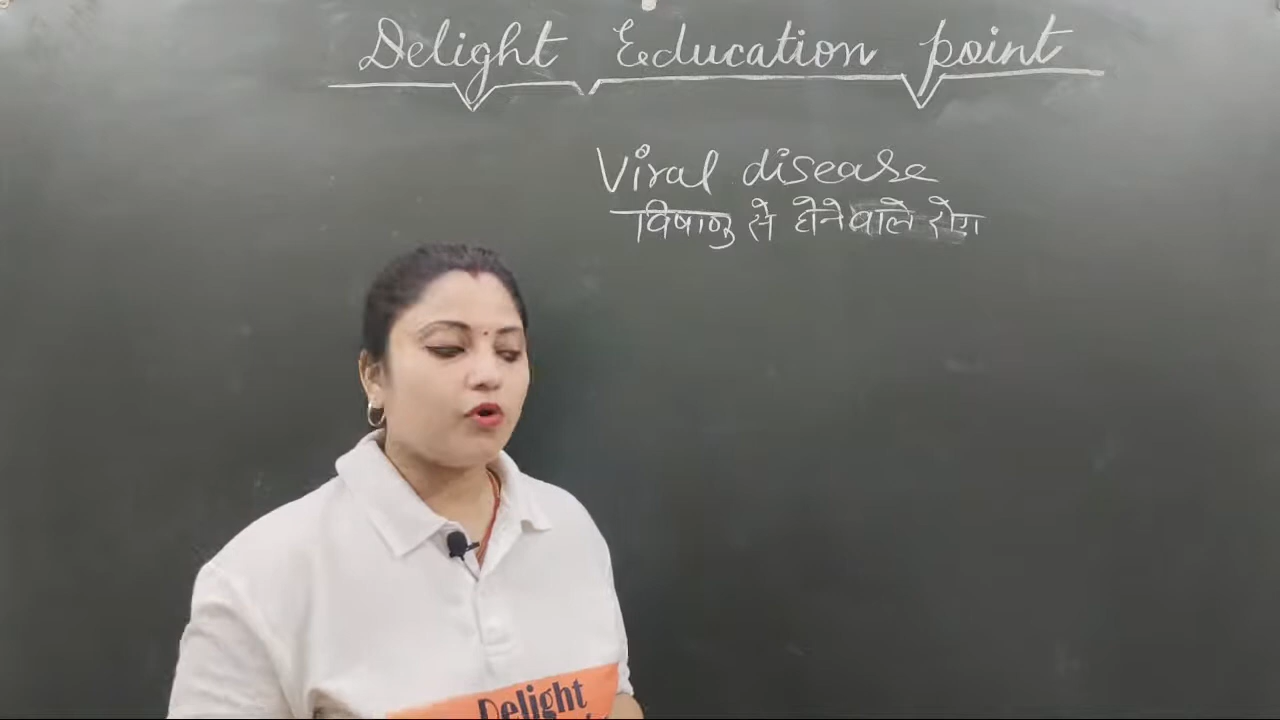 Delight Education point
Viral disease
विषाणु से होने वाले रोग
Delight